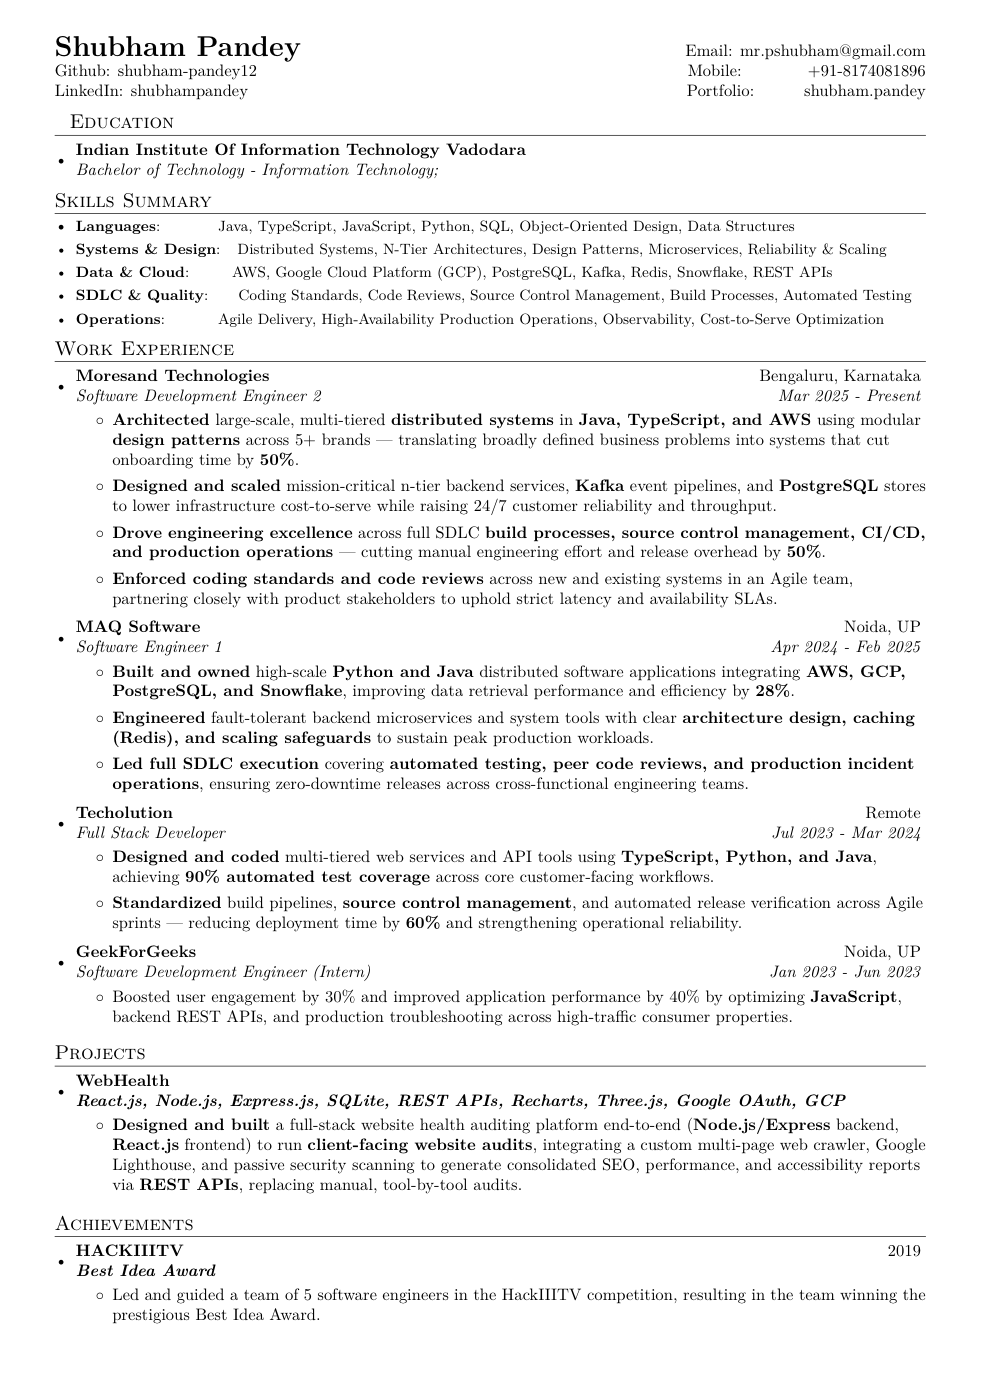 Shubham Pandey
Email: mr.pshubham@gmail.com
Github: shubham-pandey12
Mobile: +91-8174081896
LinkedIn: shubhampandey
Portfolio: shubham.pandey
Education
• Indian Institute Of Information Technology Vadodara
Bachelor of Technology - Information Technology;
Skills Summary
• Languages: Java, TypeScript, JavaScript, Python, SQL, Object-Oriented Design, Data Structures
• Systems & Design: Distributed Systems, N-Tier Architectures, Design Patterns, Microservices, Reliability & Scaling
• Data & Cloud: AWS, Google Cloud Platform (GCP), PostgreSQL, Kafka, Redis, Snowflake, REST APIs
• SDLC & Quality: Coding Standards, Code Reviews, Source Control Management, Build Processes, Automated Testing
• Operations: Agile Delivery, High-Availability Production Operations, Observability, Cost-to-Serve Optimization
Work Experience
• Moresand Technologies Bengaluru, Karnataka
Software Development Engineer 2 Mar 2025 - Present
◦ Architected large-scale, multi-tiered distributed systems in Java, TypeScript, and AWS using modular
design patterns across 5+ brands — translating broadly defined business problems into systems that cut
onboarding time by 50%.
◦ Designed and scaled mission-critical n-tier backend services, Kafka event pipelines, and PostgreSQL stores
to lower infrastructure cost-to-serve while raising 24/7 customer reliability and throughput.
◦ Drove engineering excellence across full SDLC build processes, source control management, CI/CD,
and production operations — cutting manual engineering effort and release overhead by 50%.
◦ Enforced coding standards and code reviews across new and existing systems in an Agile team,
partnering closely with product stakeholders to uphold strict latency and availability SLAs.
• MAQ Software Noida, UP
Software Engineer 1 Apr 2024 - Feb 2025
◦ Built and owned high-scale Python and Java distributed software applications integrating AWS, GCP,
PostgreSQL, and Snowflake, improving data retrieval performance and efficiency by 28%.
◦ Engineered fault-tolerant backend microservices and system tools with clear architecture design, caching
(Redis), and scaling safeguards to sustain peak production workloads.
◦ Led full SDLC execution covering automated testing, peer code reviews, and production incident
operations, ensuring zero-downtime releases across cross-functional engineering teams.
• Techolution Remote
Full Stack Developer Jul 2023 - Mar 2024
◦ Designed and coded multi-tiered web services and API tools using TypeScript, Python, and Java,
achieving 90% automated test coverage across core customer-facing workflows.
◦ Standardized build pipelines, source control management, and automated release verification across Agile
sprints — reducing deployment time by 60% and strengthening operational reliability.
• GeekForGeeks Noida, UP
Software Development Engineer (Intern) Jan 2023 - Jun 2023
◦ Boosted user engagement by 30% and improved application performance by 40% by optimizing JavaScript,
backend REST APIs, and production troubleshooting across high-traffic consumer properties.
Projects
• WebHealth
React.js, Node.js, Express.js, SQLite, REST APIs, Recharts, Three.js, Google OAuth, GCP
◦ Designed and built a full-stack website health auditing platform end-to-end (Node.js/Express backend,
React.js frontend) to run client-facing website audits, integrating a custom multi-page web crawler, Google
Lighthouse, and passive security scanning to generate consolidated SEO, performance, and accessibility reports
via REST APIs, replacing manual, tool-by-tool audits.
Achievements
• HACKIIITV 2019
Best Idea Award
◦ Led and guided a team of 5 software engineers in the HackIIITV competition, resulting in the team winning the
prestigious Best Idea Award.